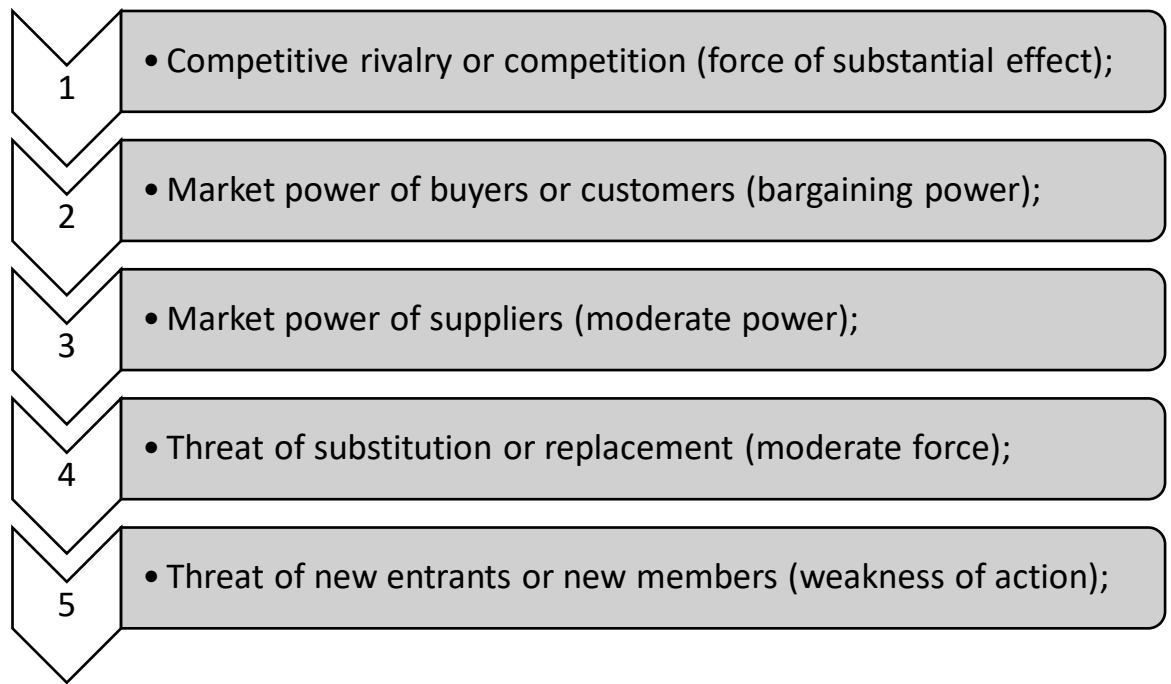 1
• Competitive rivalry or competition (force of substantial effect);
2
• Market power of buyers or customers (bargaining power);
3
• Market power of suppliers (moderate power);
4
• Threat of substitution or replacement (moderate force);
5
• Threat of new entrants or new members (weakness of action);